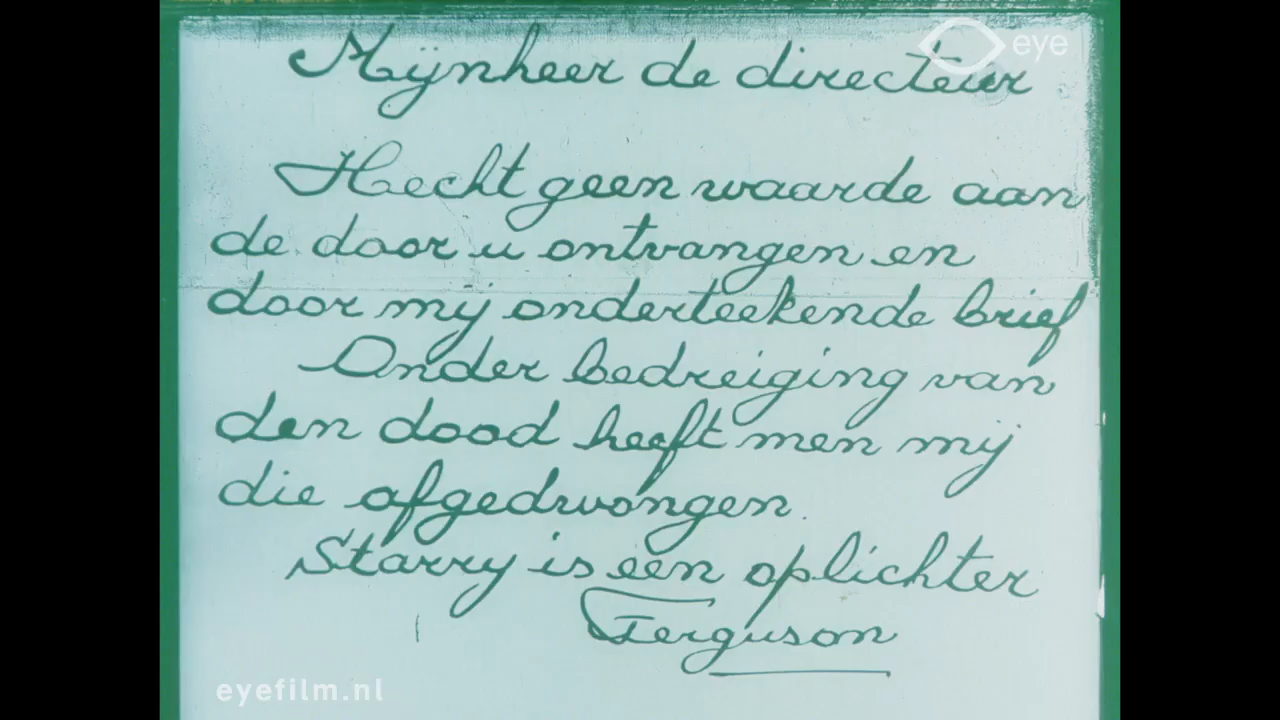 eye
Mijnheer de directeur
Hecht geen waarde aan
de door u ontvangen en
door mij onderteekende brief
Onder bedreiging van
den dood heeft men mij
die afgedwongen.
Starry is een oplichter
Ferguson
eyefilm.nl